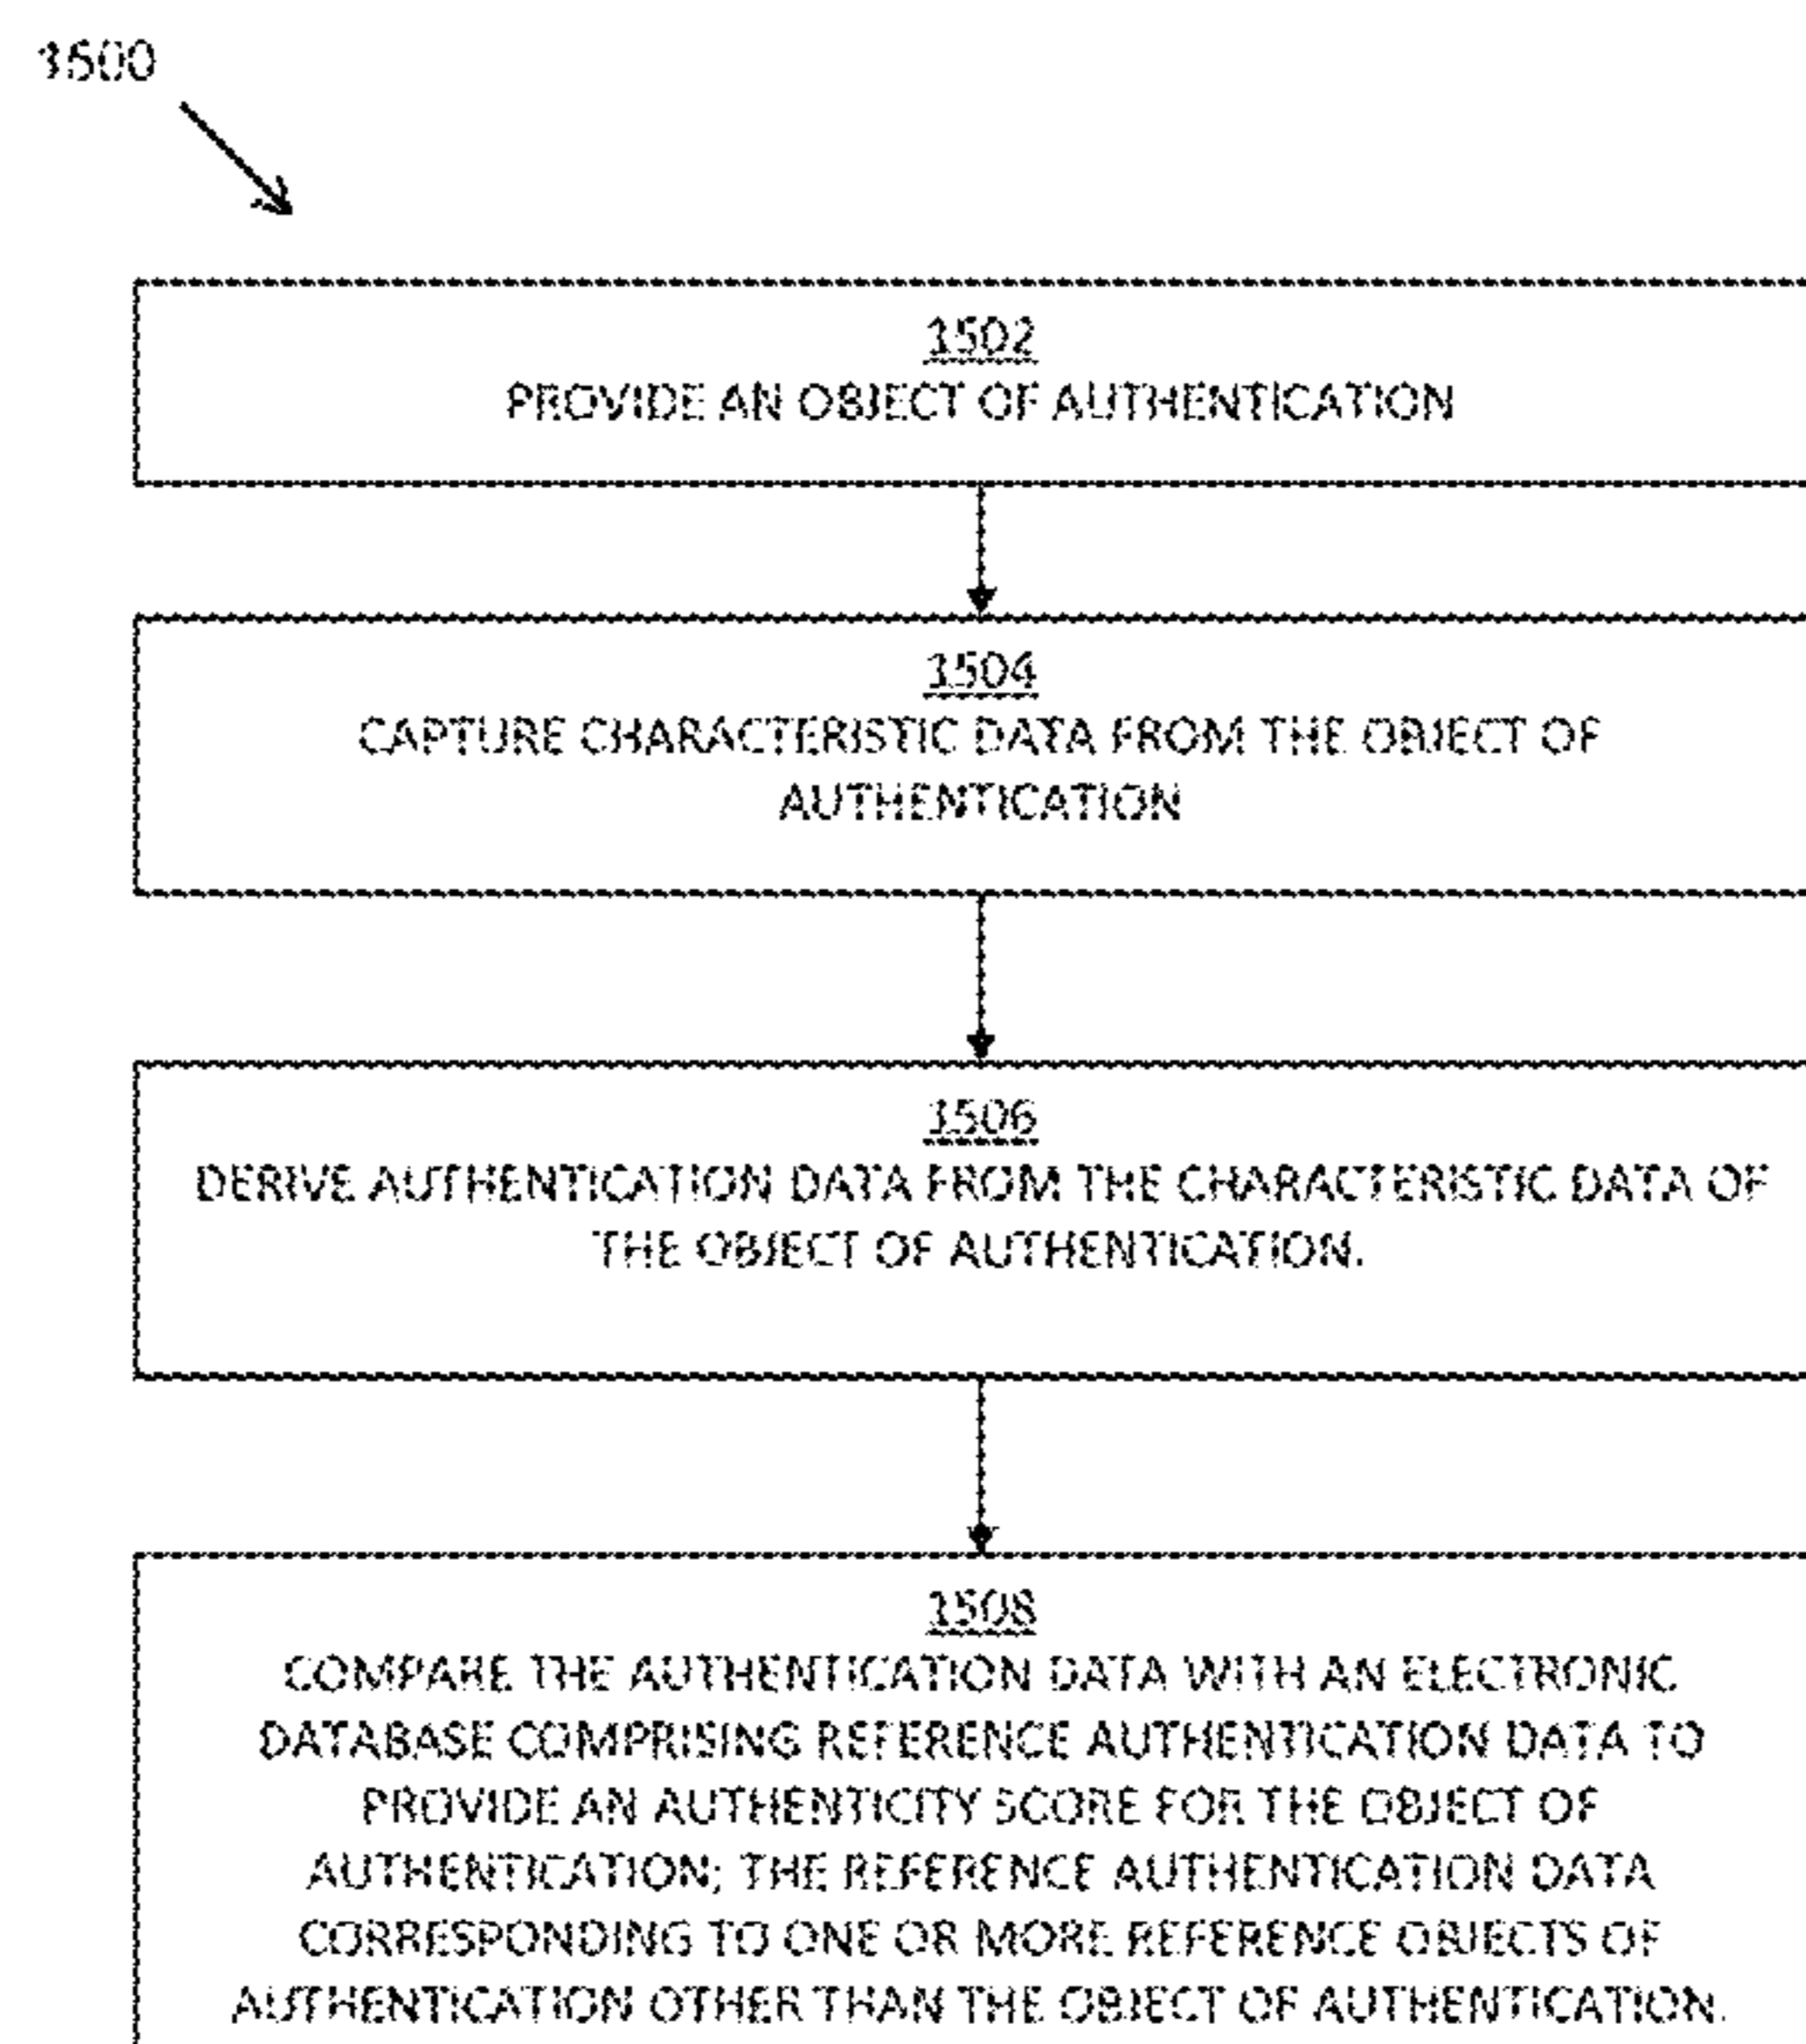 1500
1502
PROVIDE AN OBJECT OF AUTHENTICATION
1504
CAPTURE CHARACTERISTIC DATA FROM THE OBJECT OF
AUTHENTICATION
1506
DERIVE AUTHENTICATION DATA FROM THE CHARACTERISTIC DATA OF
THE OBJECT OF AUTHENTICATION.
1508
COMPARE THE AUTHENTICATION DATA WITH AN ELECTRONIC
DATABASE COMPRISING REFERENCE AUTHENTICATION DATA TO
PROVIDE AN AUTHENTICITY SCORE FOR THE OBJECT OF
AUTHENTICATION; THE REFERENCE AUTHENTICATION DATA
CORRESPONDING TO ONE OR MORE REFERENCE OBJECTS OF
AUTHENTICATION OTHER THAN THE OBJECT OF AUTHENTICATION.